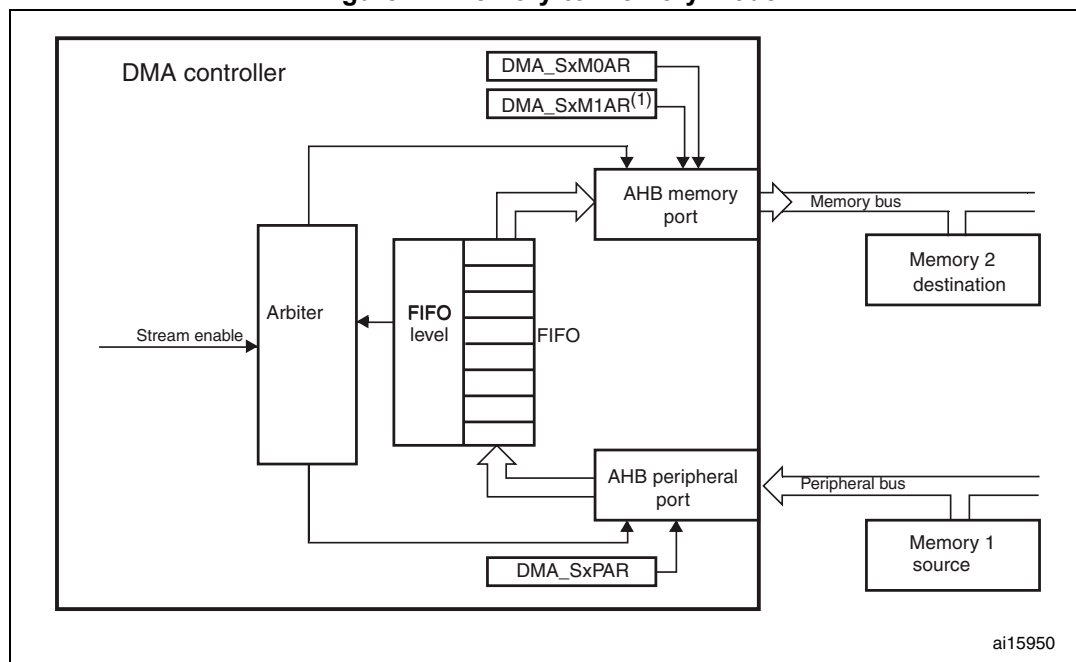 DMA controller
DMA_SxM0AR
DMA_SxM1AR(1)
AHB memory
port
Memory bus
Memory 2
destination
Arbiter
FIFO
level
FIFO
Stream enable
AHB peripheral
port
Peripheral bus
Memory 1
source
DMA_SxPAR
ai15950